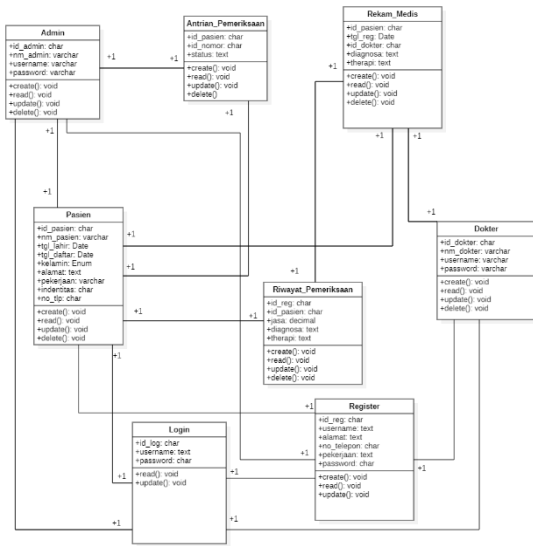 Admin
+id_admin: char
+nm_admin: varchar
+username: varchar
+password: varchar
+create(): void
+read(): void
+update(): void
+delete(): void
+1
+1
Antrian_Pemeriksaan
+id_pasien: char
+id_nomor: char
+status: text
+create(): void
+read(): void
+update(): void
+delete()
Rekam_Medis
+id_pasien: char
+tgl_reg: Date
+id_dokter: char
+diagnosa: text
+therapi: text
+create(): void
+read(): void
+update(): void
+delete(): void
+1
+1
+1
+1
+1
+1
+1
+1
+1
Pasien
+id_pasien: char
+nm_pasien: varchar
+tgl_lahir: Date
+tgl_daftar: Date
+kelamin: Enum
+alamat: text
+pekerjaan: varchar
+indentitas: char
+no_tlp: char
+create(): void
+read(): void
+update(): void
+delete(): void
+1
+1
+1
+1
+1
Dokter
+id_dokter: char
+nm_dokter: varchar
+username: varchar
+password: varchar
+create(): void
+read(): void
+update(): void
+delete(): void
Riwayat_Pemeriksaan
+id_reg: char
+id_pasien: char
+jasa: decimal
+diagnosa: text
+therapi: text
+create(): void
+read(): void
+update(): void
+delete(): void
+1
Register
+id_reg: char
+username: text
+alamat: text
+no_telepon: char
+pekerjaan: text
+password: char
+create(): void
+read(): void
+update(): void
+1
+1
Login
+id_log: char
+username: text
+password: char
+read(): void
+update(): void
+1
+1
+1
+1